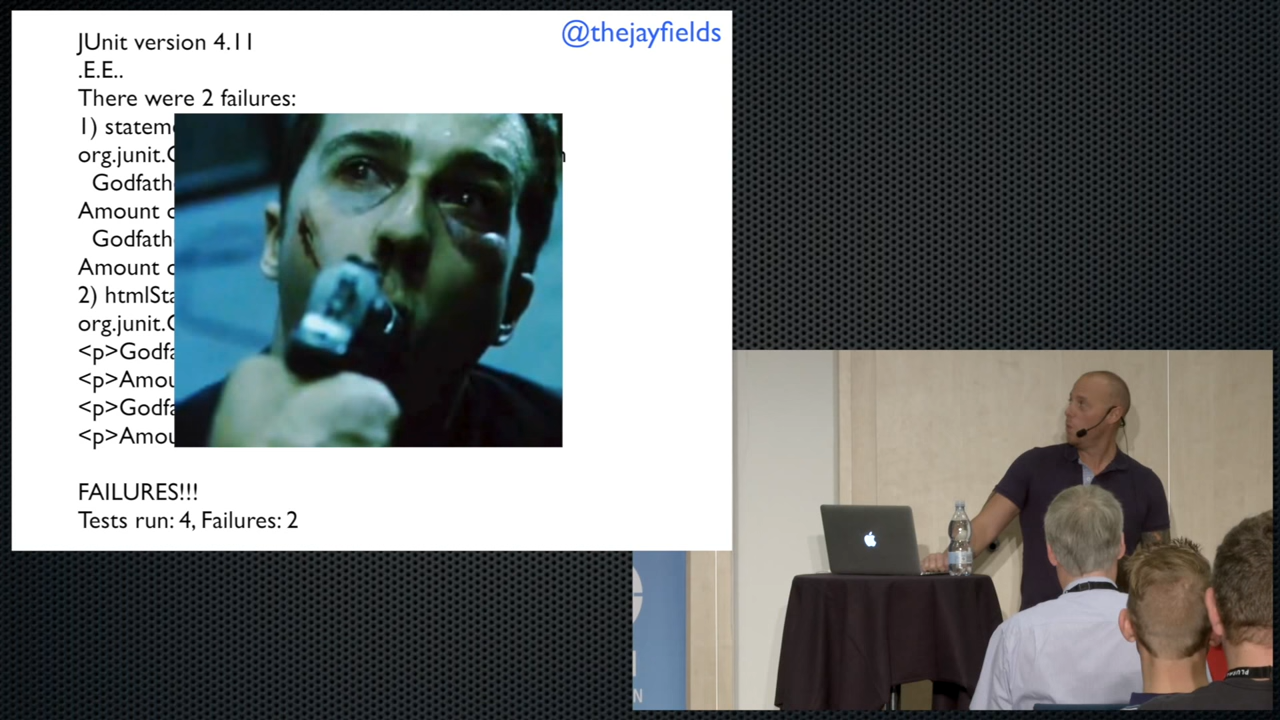 @thejayfields
JUnit version 4.11
.E.E..
There were 2 failures:
1) statem
org.junit.C
Godfath
Amount c
Godfath
Amount c
2) htmlSta
org.junit.C
<p>Godfa
<p>Amou
<p>Godfa
<p>Amou
FAILURES!!!
Tests run: 4, Failures: 2